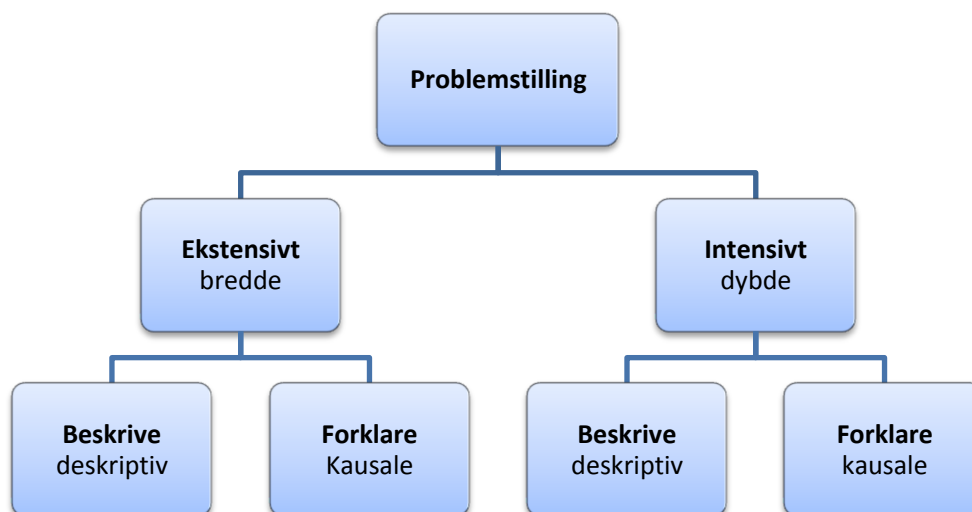 Problemstilling
Ekstensivt
bredde
Intensivt
dybde
Beskrive
deskriptiv
Forklare
Kausale
Beskrive
deskriptiv
Forklare
kausale